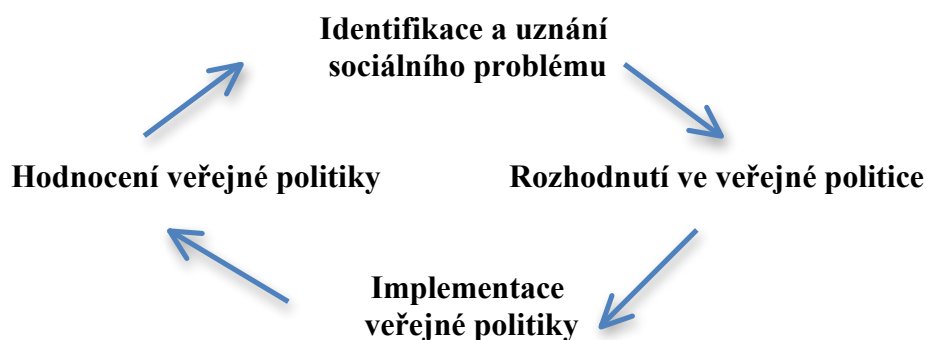 Identifikace a uznání
sociálního problému
Hodnocení veřejné politiky
Rozhodnutí ve veřejné politice
Implementace
veřejné politiky